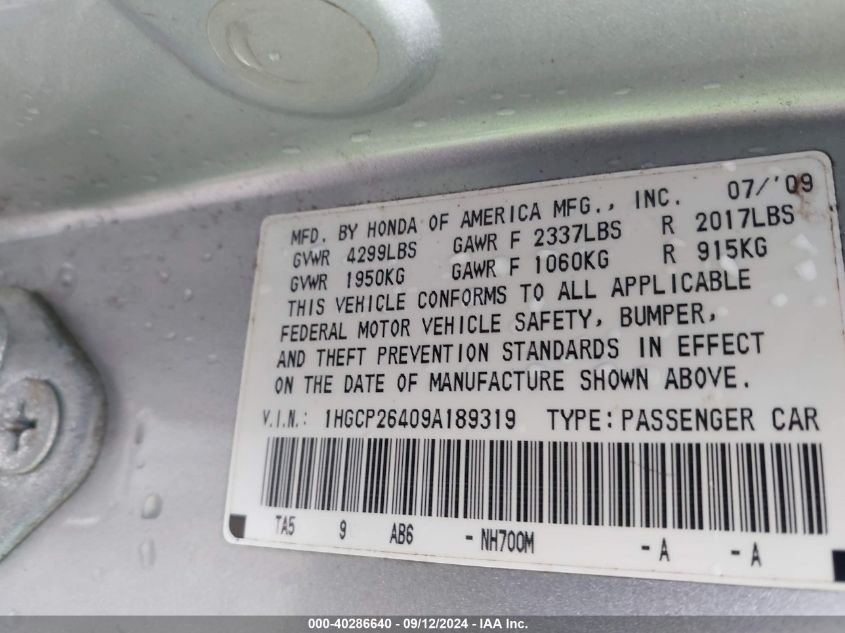 MFD. BY HONDA OF AMERICA MFG., INC. 07/'09
GVWR 4299LBS GAWR F 2337LBS R 2017LBS
GVWR 1950KG GAWR F 1060KG R 915KG
THIS VEHICLE CONFORMS TO ALL APPLICABLE
FEDERAL MOTOR VEHICLE SAFETY, BUMPER,
AND THEFT PREVENTION STANDARDS IN EFFECT
ON THE DATE OF MANUFACTURE SHOWN ABOVE.
V.I.N.: 1HGCP26409A189319 TYPE: PASSENGER CAR
TA5 9 AB6 - NH700M - A - A
000-40286640 - 09/12/2024 - IAA Inc.